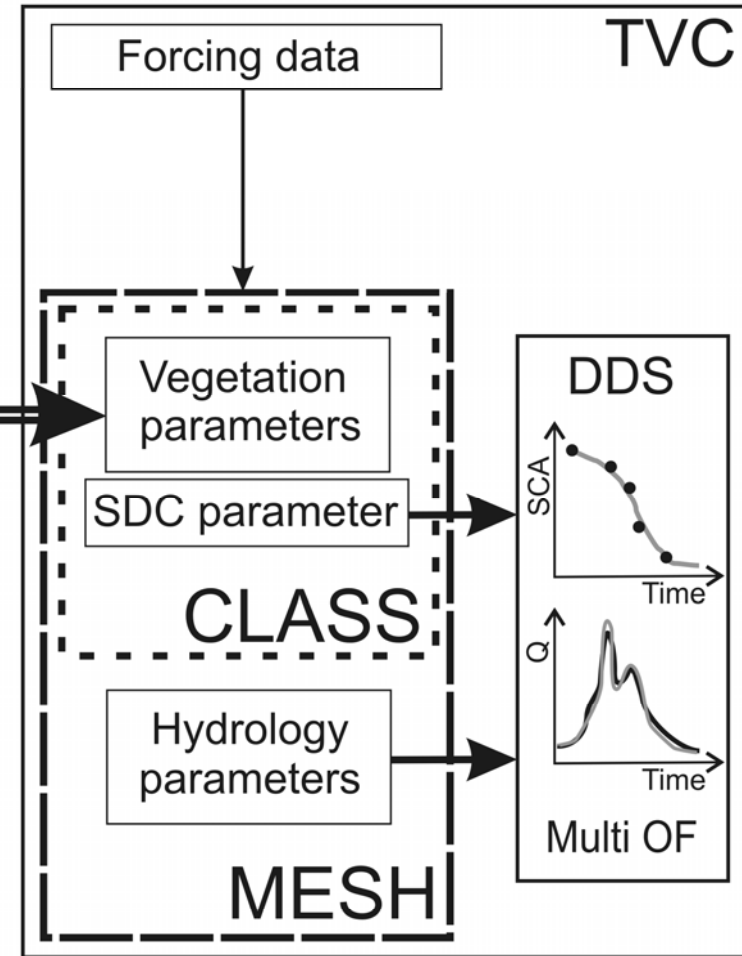 TVC
Forcing data
Vegetation
parameters
SDC parameter
CLASS
Hydrology
parameters
MESH
DDS
SCA
Time
Q
Time
Multi OF